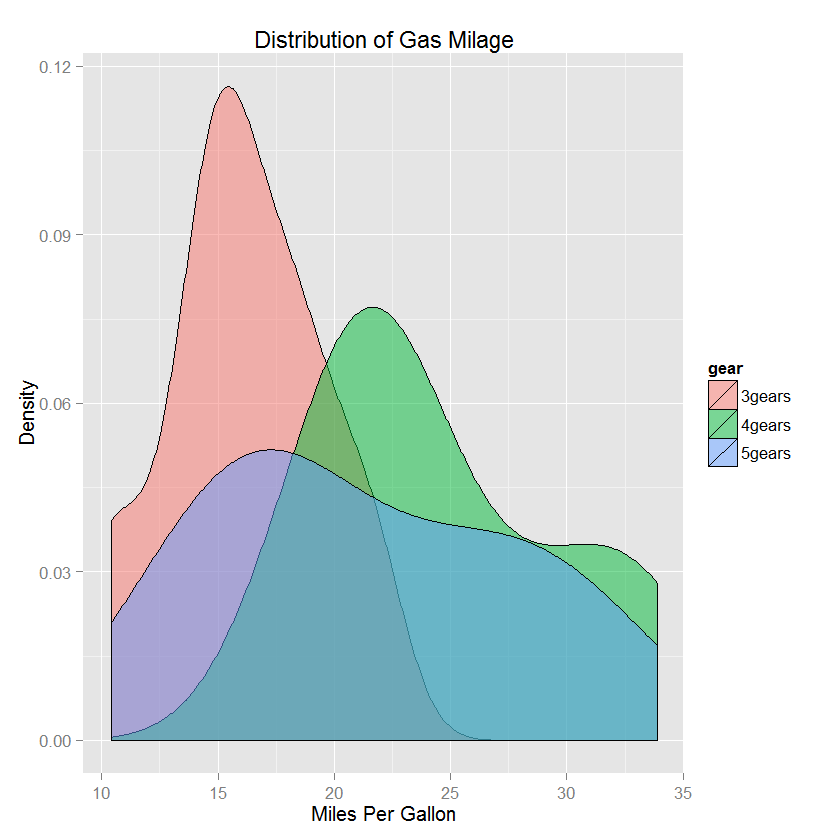 Distribution of Gas Milage
0.12
0.09
0.06
0.03
0.00
Density
10 15 20 25 30 35
Miles Per Gallon
gear
3gears
4gears
5gears